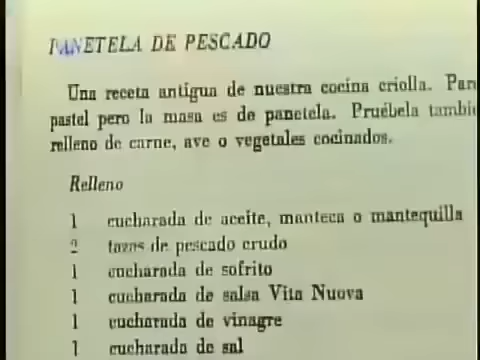 PANETELA DE PESCADO
Una receta antigua de nuestra cocina criolla.
pastel pero la masa es de panetela. Pruébela
relleno de carne, ave o vegetales cocinados.
Relleno
1 cucharada de aceite, manteca o mantequilla
2 tazas de pescado crudo
1 cucharada de sofrito
1 cucharada de salsa Vita Nuova
1 cucharada de vinagre
1 cucharada de sal